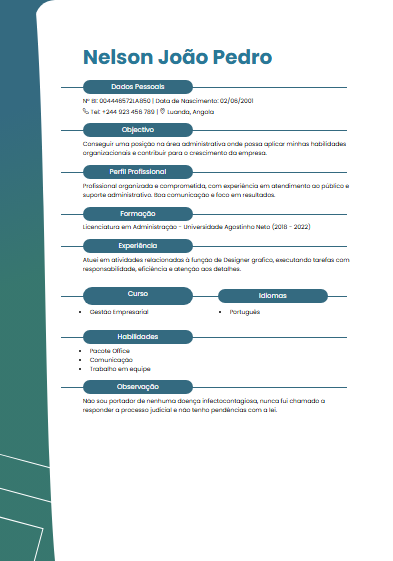 Nelson João Pedro
Dados Pessoais
Nº BI: 004446572LA050 | Data de Nascimento: 02/06/2001
Tel: +244 923 456 789 | Luanda, Angola
Objectivo
Conseguir uma posição na área administrativa onde possa aplicar minhas habilidades
organizacionais e contribuir para o crescimento da empresa.
Perfil Profissional
Profissional organizada e comprometida, com experiência em atendimento ao público e
suporte administrativo. Boa comunicação e foco em resultados.
Formação
Licenciatura em Administração - Universidade Agostinho Neto (2018 - 2022)
Experiência
Atuei em atividades relacionadas à função de Designer grafico, executando tarefas com
responsabilidade, eficiência e atenção aos detalhes.
Curso
Gestão Empresarial
Idiomas
Português
Habilidades
Pacote Office
Comunicação
Trabalho em equipe
Observação
Não sou portador de nenhuma doença infectocontagiosa, nunca fui chamado a
responder a processo judicial e não tenho pendências com a lei.